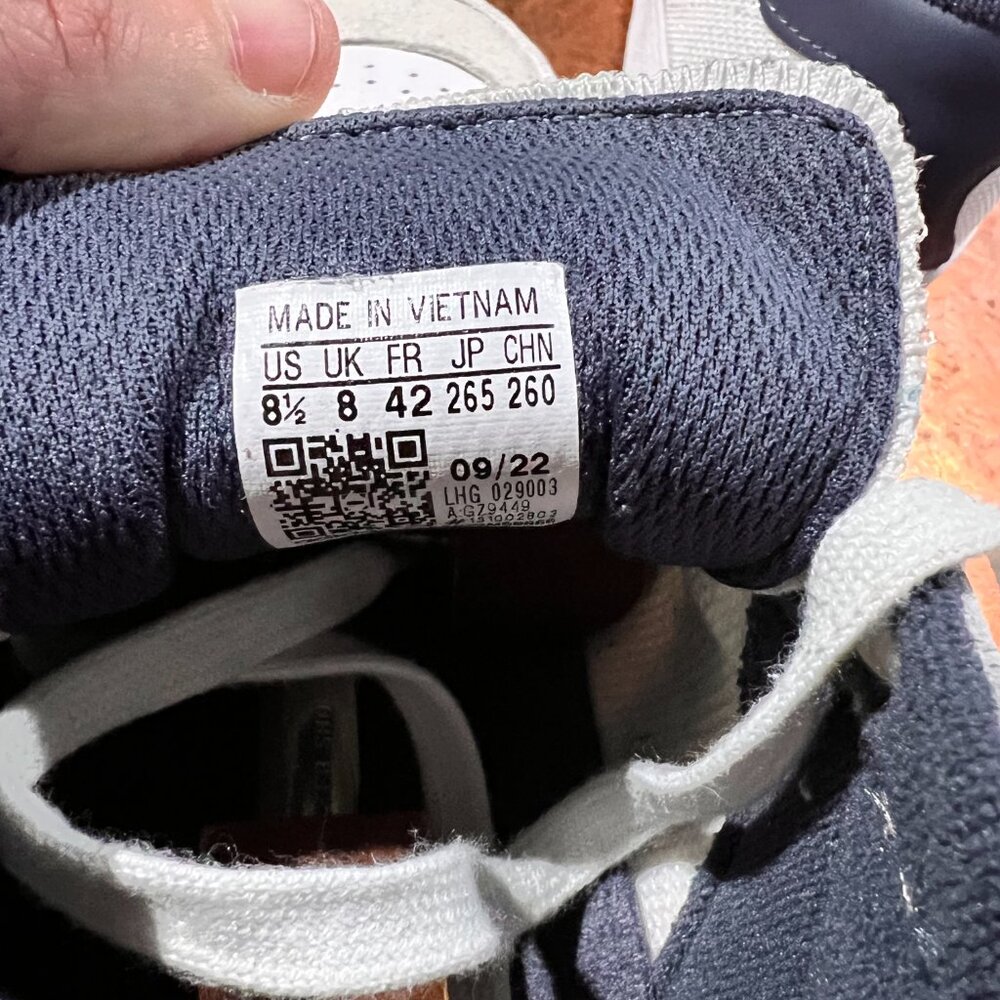 MADE IN VIETNAM
US UK FR JP CHN
8½ 8 42 265 260
09/22
LHG 029003
A:G79449